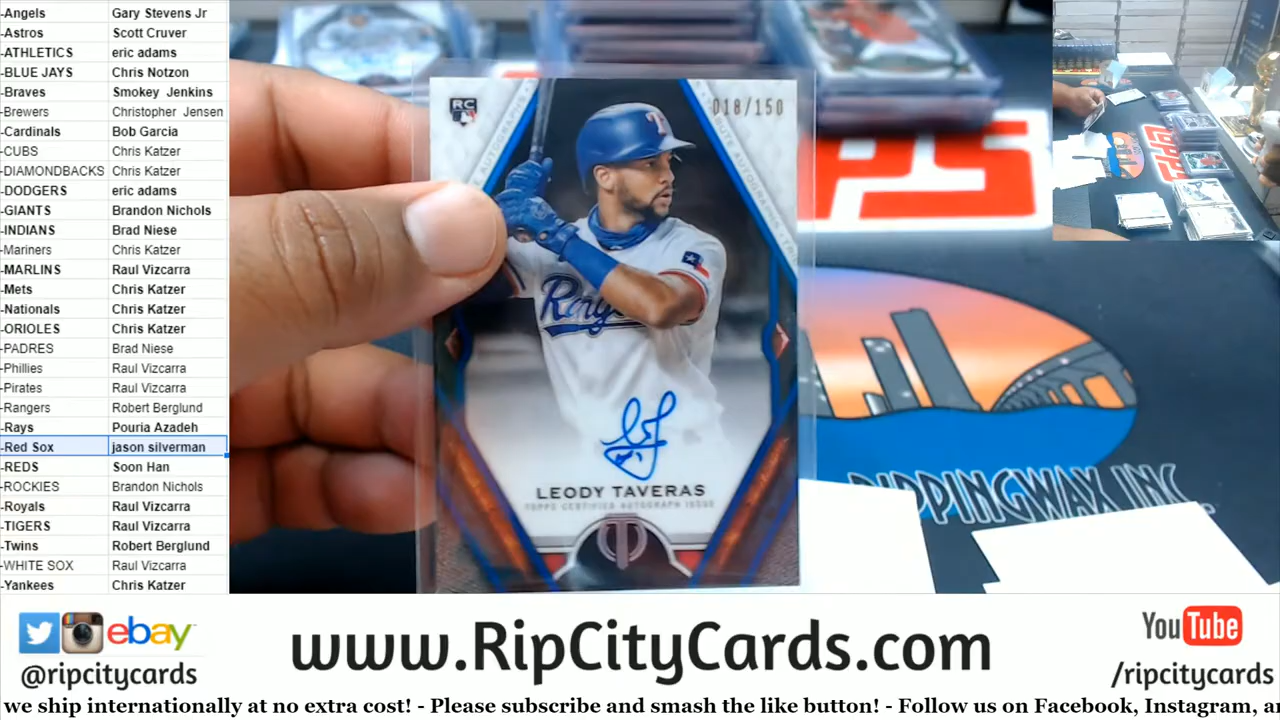 -Angels Gary Stevens Jr
-Astros Scott Cruver
-ATHLETICS eric adams
-BLUE JAYS Chris Notzon
-Braves Smokey Jenkins
-Brewers Christopher Jensen
-Cardinals Bob Garcia
-CUBS Chris Katzer
-DIAMONDBACKS Chris Katzer
-DODGERS eric adams
-GIANTS Brandon Nichols
-INDIANS Brad Niese
-Mariners Chris Katzer
-MARLINS Raul Vizcarra
-Mets Chris Katzer
-Nationals Chris Katzer
-ORIOLES Chris Katzer
-PADRES Brad Niese
-Phillies Raul Vizcarra
-Pirates Raul Vizcarra
-Rangers Robert Berglund
-Rays Pouria Azadeh
-Red Sox jason silverman
-REDS Soon Han
-ROCKIES Brandon Nichols
-Royals Raul Vizcarra
-TIGERS Raul Vizcarra
-Twins Robert Berglund
-WHITE SOX Raul Vizcarra
-Yankees Chris Katzer
RC
018/150
T
LEODY TAVERAS
TOPPS CERTIFIED AUTOGRAPH ISSUE
RIPPINGWAX INC.
ebay
@ripcitycards
www.RipCityCards.com
YouTube
/ripcitycards
we ship internationally at no extra cost! - Please subscribe and smash the like button! - Follow us on Facebook, Instagram,